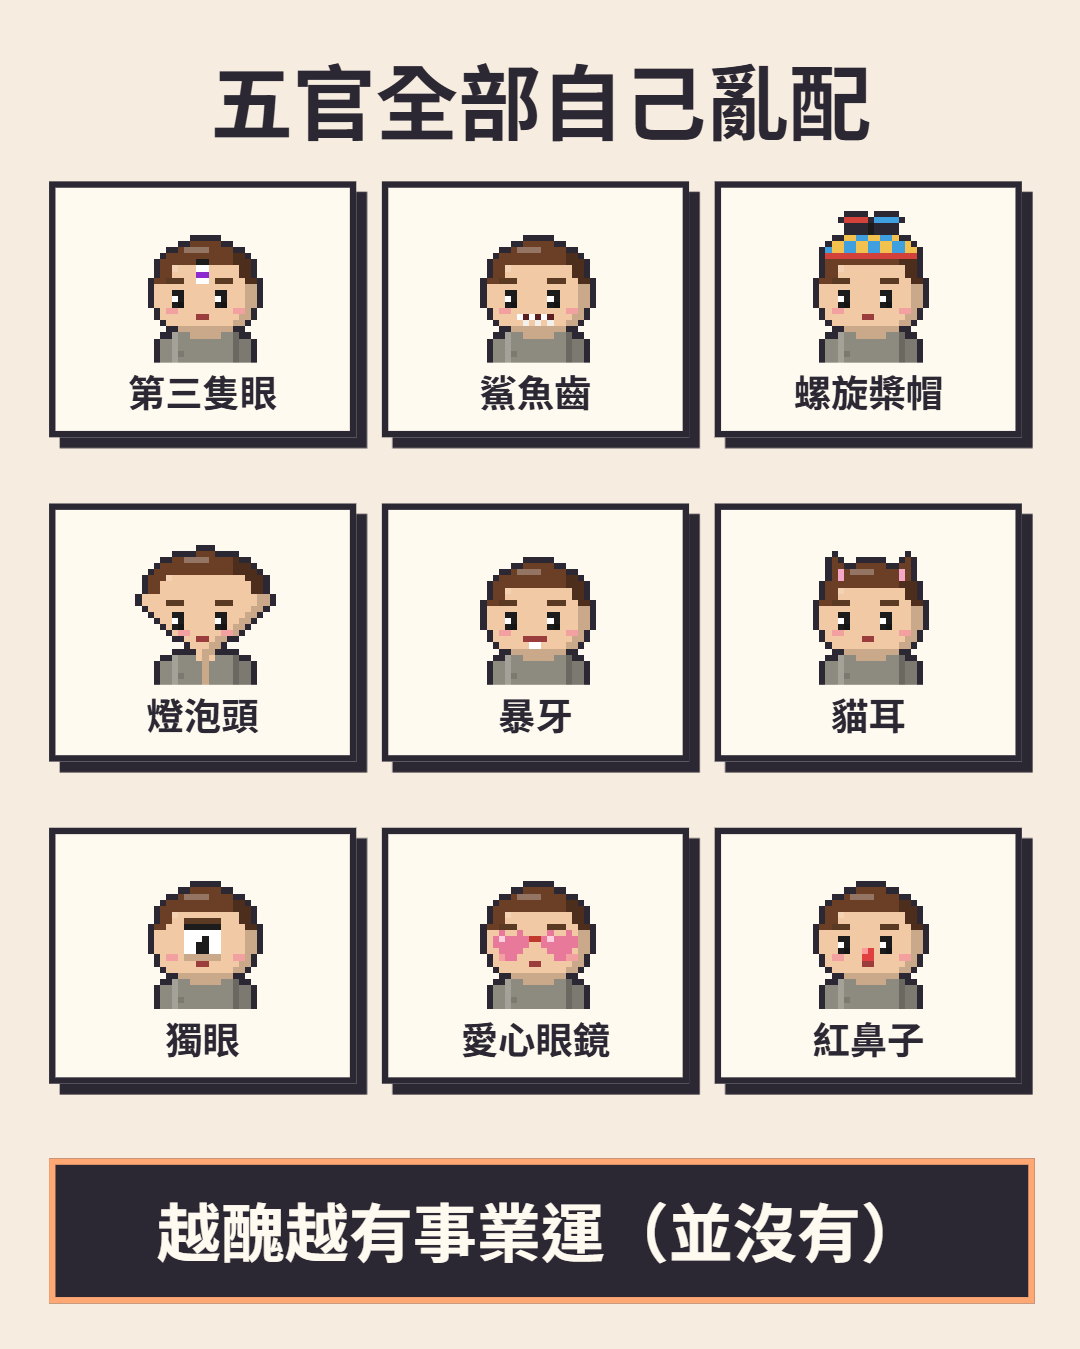 五官全部自己亂配
第三隻眼
鯊魚齒
螺旋槳帽
燈泡頭
暴牙
貓耳
獨眼
愛心眼鏡
紅鼻子
越醜越有事業運（並沒有）